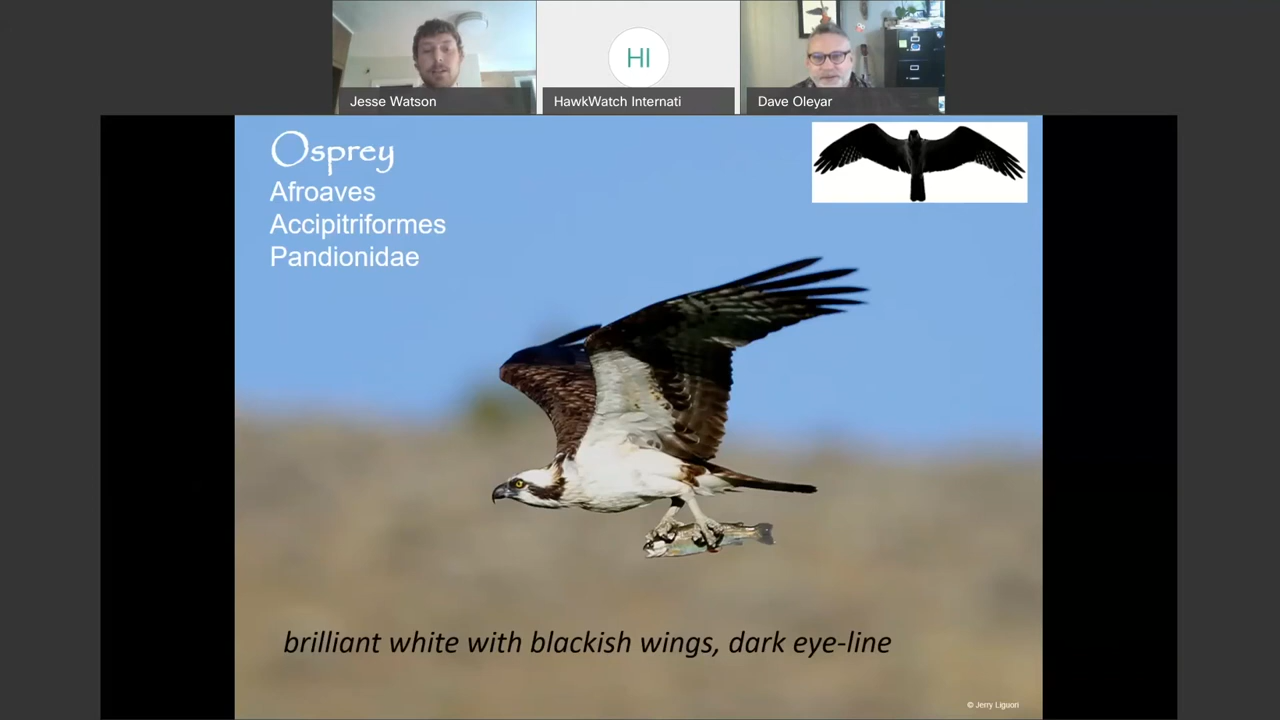 HI
Jesse Watson
HawkWatch Internati
Dave Oleyar
Osprey
Afroaves
Accipitriformes
Pandionidae
brilliant white with blackish wings, dark eye-line
© Jerry Liguori